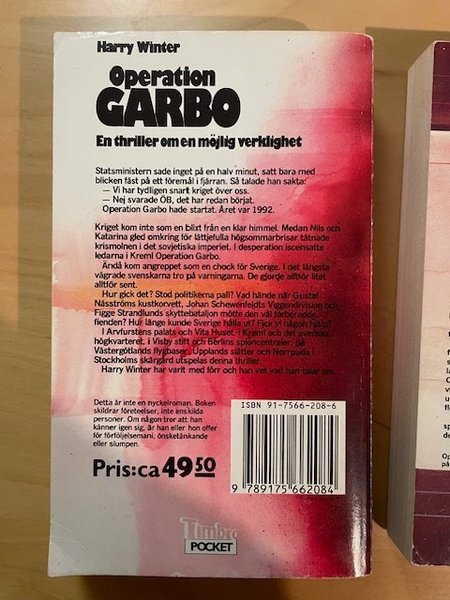 Harry Winter
Operation
GARBO
En thriller om en möjlig verklighet
Statsministern sade inget på en halv minut, satt bara med
blicken fäst på ett föremål i fjärran. Så talade han sakta:
— Vi har tydligen snart kriget över oss.
— Nej svarade ÖB, det har redan börjat.
Operation Garbo hade startat. Året var 1992.
Kriget kom inte som en blixt från en klar himmel. Medan Nils och
Katarina gled omkring för lättjefulla högsommarbrisar tätnade
krismolnen i det sovjetiska imperiet. I desperation iscensatte
ledarna i Kreml Operation Garbo.
Ändå kom angreppet som en chock för Sverige. I det längsta
vägrade svenskarna tro på varningarna. De gjorde alltför litet
alltför sent.
Hur gick det? Stod politikerna pall? Vad hände när Gustaf
Näsströms kustkorvett, Johan Schewenfeldts Viggendivision och
Figge Strandlunds skyttebataljon mötte den väl förberedde
fienden? Hur länge kunde Sverige hålla ut? Fick vi någon hjälp?
I Arvfurstens palats och Vita Huset, i Kreml och det svenska
högkvarteret, i Visby stift och Berlins spioncentraler, på
Västergötlands flygbaser, Upplands slätter och Norrpada i
Stockholms skärgård utspelas denna thriller.
Harry Winter har varit med förr och han vet vad han talar om.
Detta är inte en nyckelroman. Boken
skildrar företeelser, inte enskilda
personer. Om någon tror att han
känner igen sig, är han eller hon offer
för förföljelsemani, önsketänkande
eller slumpen.
Pris:ca 49 50
ISBN 91-7566-208-6
9 789175 662084
Timbro
POCKET